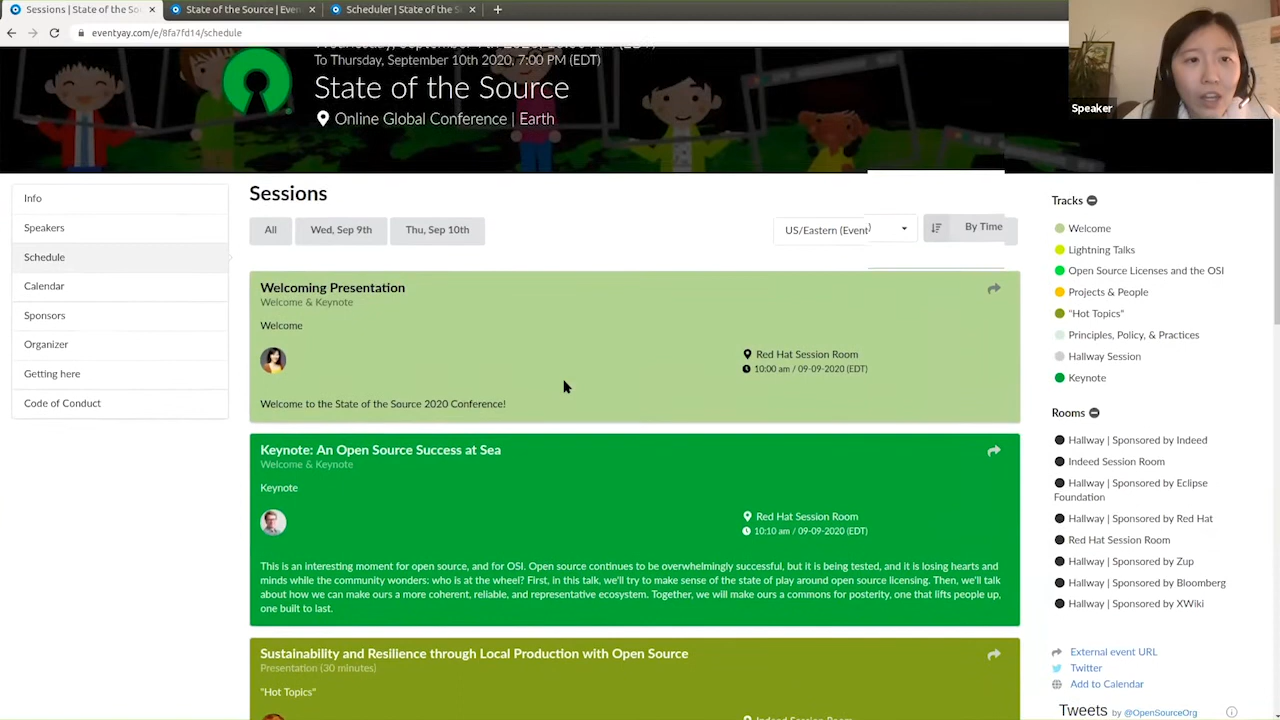 Sessions | State of the Sou
State of the Source | Even
Scheduler | State of the S
eventyay.com/e/8fa7fd14/schedule
To Thursday, September 10th 2020, 7:00 PM (EDT)
State of the Source
Online Global Conference | Earth
Speaker
Info
Speakers
Schedule
Calendar
Sponsors
Organizer
Getting here
Code of Conduct
Sessions
All
Wed, Sep 9th
Thu, Sep 10th
US/Eastern (Event)
By Time
Welcoming Presentation
Welcome & Keynote
Welcome
Red Hat Session Room
10:00 am / 09-09-2020 (EDT)
Welcome to the State of the Source 2020 Conference!
Keynote: An Open Source Success at Sea
Welcome & Keynote
Keynote
Red Hat Session Room
10:10 am / 09-09-2020 (EDT)
This is an interesting moment for open source, and for OSI. Open source continues to be overwhelmingly successful, but it is being tested, and it is losing hearts and
minds while the community wonders: who is at the wheel? First, in this talk, we'll try to make sense of the state of play around open source licensing. Then, we'll talk
about how we can make ours a more coherent, reliable, and representative ecosystem. Together, we will make ours a commons for posterity, one that lifts people up,
one built to last.
Sustainability and Resilience through Local Production with Open Source
Presentation (30 minutes)
"Hot Topics"
Tracks
Welcome
Lightning Talks
Open Source Licenses and the OSI
Projects & People
"Hot Topics"
Principles, Policy, & Practices
Hallway Session
Keynote
Rooms
Hallway | Sponsored by Indeed
Indeed Session Room
Hallway | Sponsored by Eclipse
Foundation
Hallway | Sponsored by Red Hat
Red Hat Session Room
Hallway | Sponsored by Zup
Hallway | Sponsored by Bloomberg
Hallway | Sponsored by XWiki
External event URL
Twitter
Add to Calendar
Tweets by @OpenSourceOrg